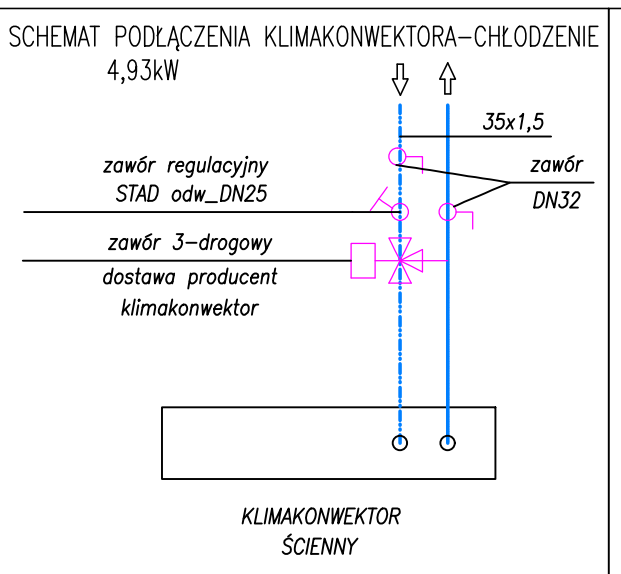 SCHEMAT PODŁĄCZENIA KLIMAKONWEKTORA-CHŁODZENIE
4,93kW
35x1,5
zawór regulacyjny
STAD odw_DN25
zawór
DN32
zawór 3-drogowy
dostawa producent
klimakonwektor
KLIMAKONWEKTOR
ŚCIENNY